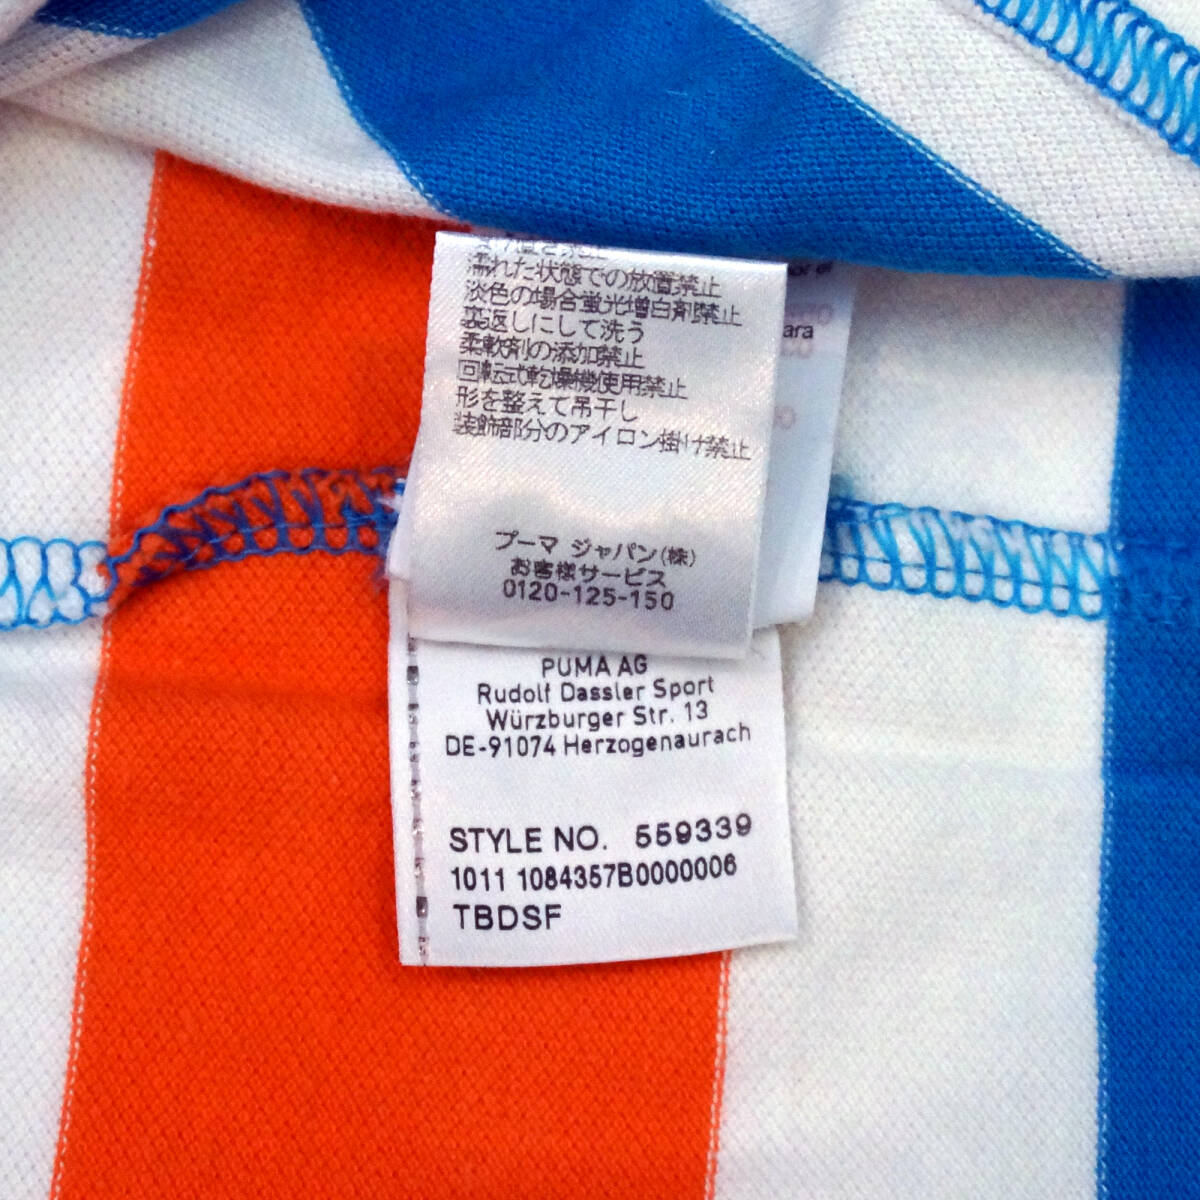 濡れた状態での放置禁止
淡色の場合蛍光増白剤禁止
裏返しにして洗う
柔軟剤の添加禁止
回転式乾燥機使用禁止
形を整えて吊干し
装飾部分のアイロン掛け禁止
プーマ ジャパン(株)
お客様サービス
0120-125-150
ara
PUMA AG
Rudolf Dassler Sport
Würzburger Str. 13
DE-91074 Herzogenaurach
STYLE NO. 559339
1011 1084357B0000006
TBDSF